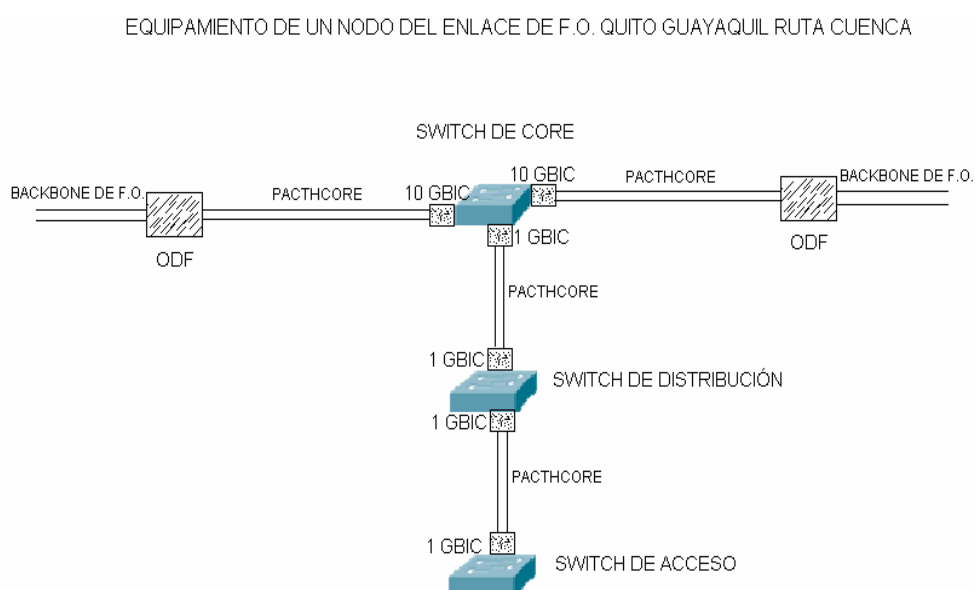 EQUIPAMIENTO DE UN NODO DEL ENLACE DE F.O. QUITO GUAYAQUIL RUTA CUENCA
SWITCH DE CORE
BACKBONE DE F.O.
PACTHCORE
10 GBIC
10 GBIC
PACTHCORE
BACKBONE DE F.O.
ODF
1 GBIC
ODF
PACTHCORE
1 GBIC
SWITCH DE DISTRIBUCIÓN
1 GBIC
PACTHCORE
1 GBIC
SWITCH DE ACCESO